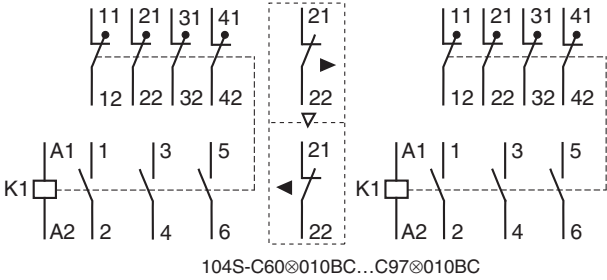 11 21 31 41 21 11 21 31 41
12 22 32 42 22 12 22 32 42
A1 1 3 5 21 A1 1 3 5
K1 K1
A2 2 4 6 22 A2 2 4 6
104S-C60⊗010BC...C97⊗010BC